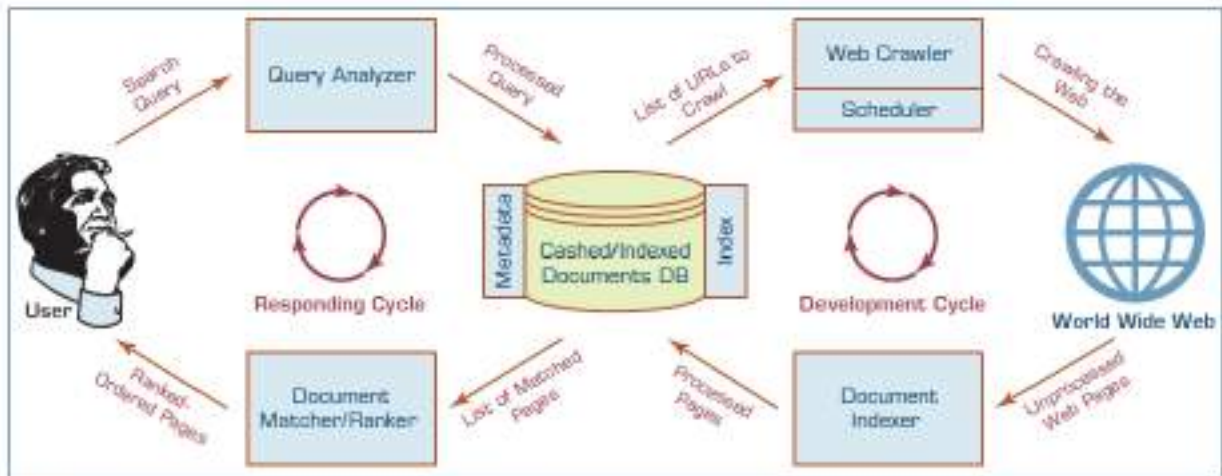 Search
Query
Query Analyzer
Processed
Query
List of URLs to
Crawl
Web Crawler
Scheduler
Crawling the
Web
User
Responding Cycle
Metadata
Cashed/Indexed
Documents DB
Index
Development Cycle
World Wide Web
Ranked-
Ordered Pages
Document
Matcher/Ranker
List of Matched
Pages
Processed
Pages
Document
Indexer
Unprocessed
Web Pages